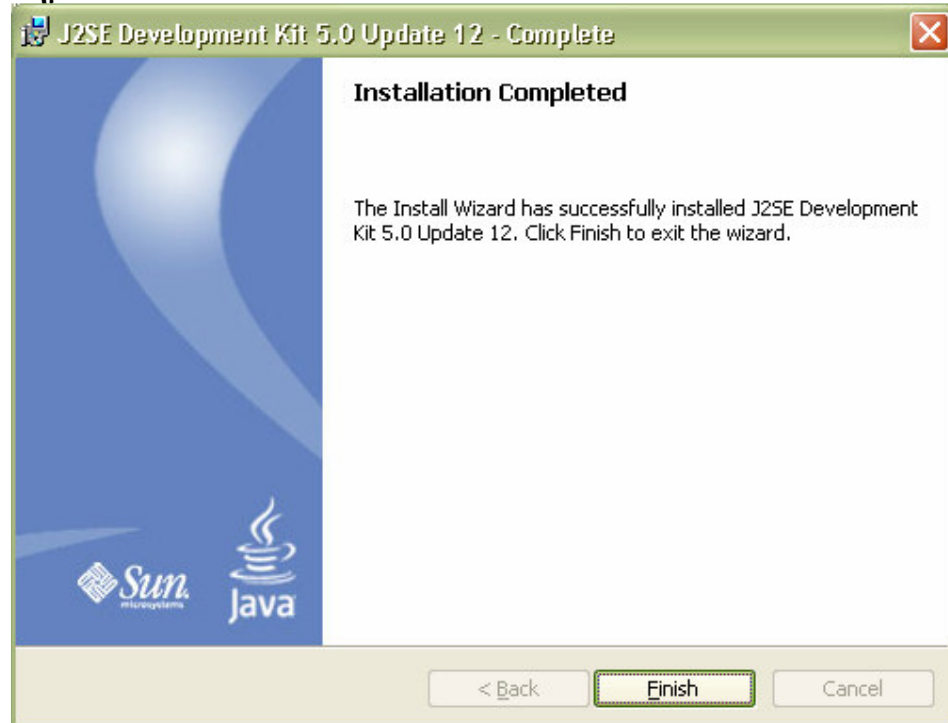 J2SE Development Kit 5.0 Update 12 - Complete
Installation Completed
The Install Wizard has successfully installed J2SE Development
Kit 5.0 Update 12. Click Finish to exit the wizard.
Sun.
microsystems
Java
< Back
Finish
Cancel